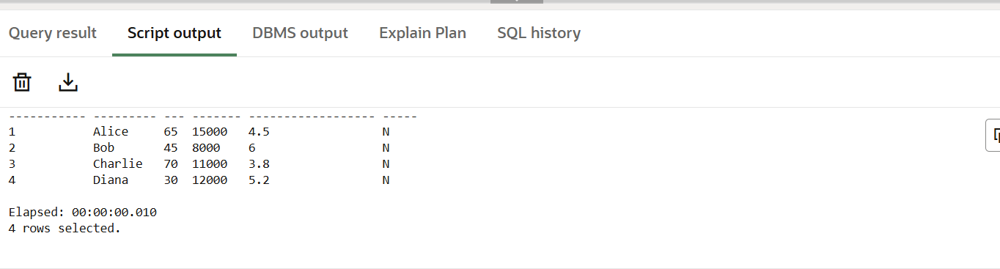 Query result Script output DBMS output Explain Plan SQL history
----------- --------- --- ------- ------------------ -----
1           Alice     65  15000   4.5                N
2           Bob       45  8000    6                  N
3           Charlie   70  11000   3.8                N
4           Diana     30  12000   5.2                N
Elapsed: 00:00:00.010
4 rows selected.